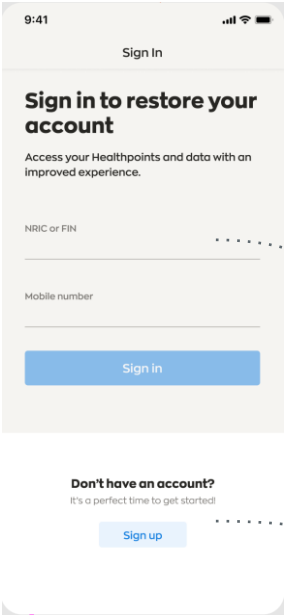 9:41
Sign In
Sign in to restore your
account
Access your Healthpoints and data with an
improved experience.
NRIC or FIN
Mobile number
Sign in
Don't have an account?
It's a perfect time to get started!
Sign up